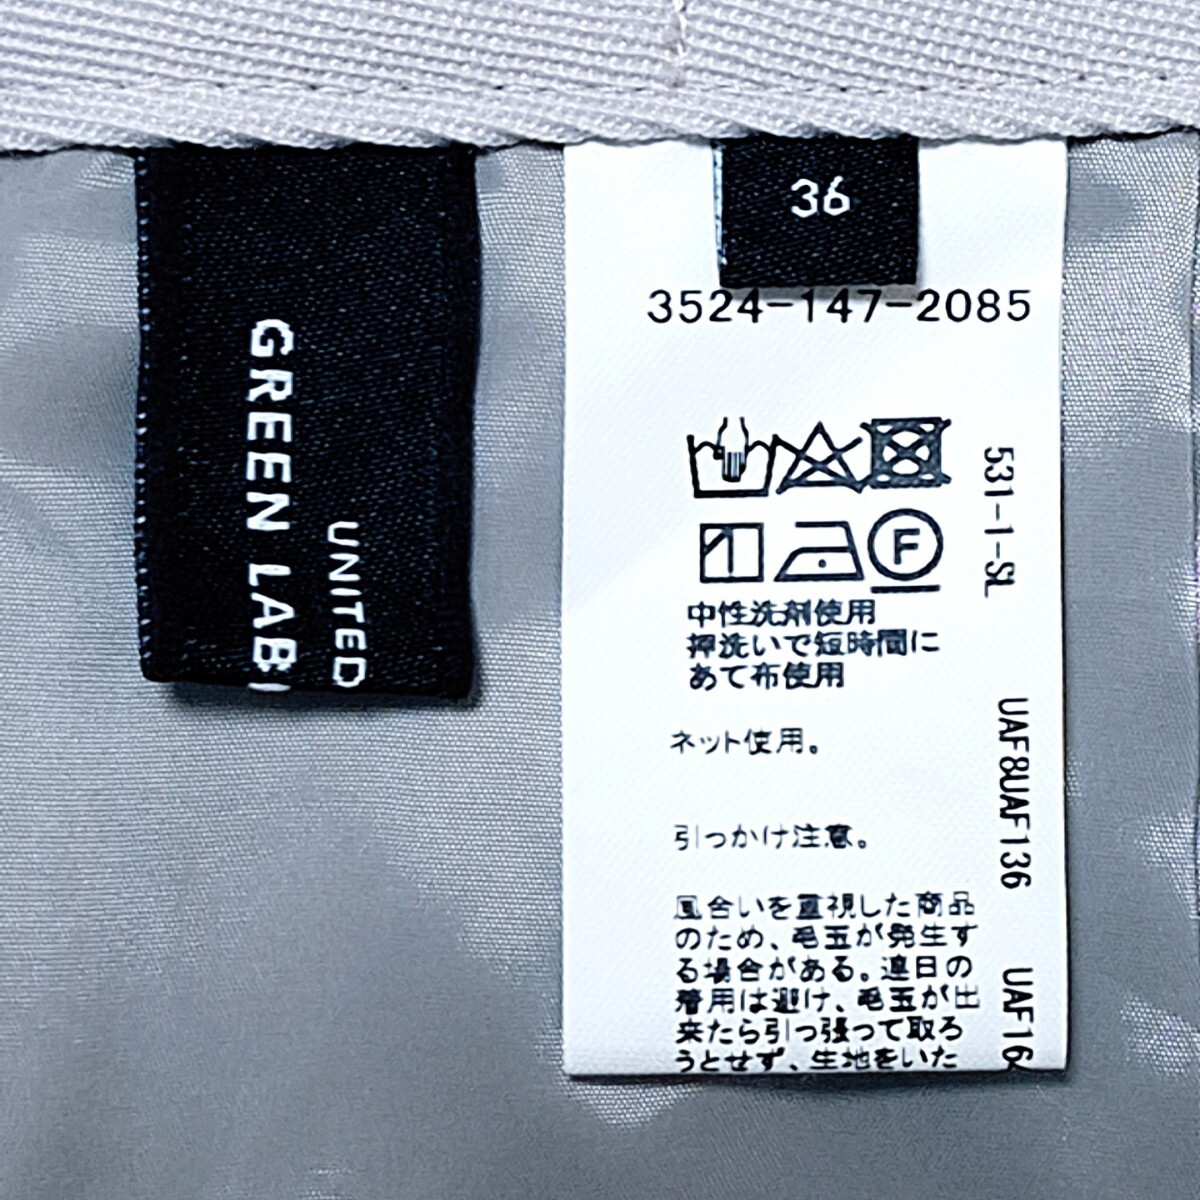 UNITED
GREEN LAB
36
3524-147-2085
531-1-SL
F
中性洗剤使用
押洗いで短時間に
あて布使用
ネット使用。
引っかけ注意。
UAF8UAF136
風合いを重視した商品
のため、毛玉が発生す
る場合がある。連日の
着用は避け、毛玉が出
来たら引っ張って取ろ
うとせず、生地をいた
UAF16